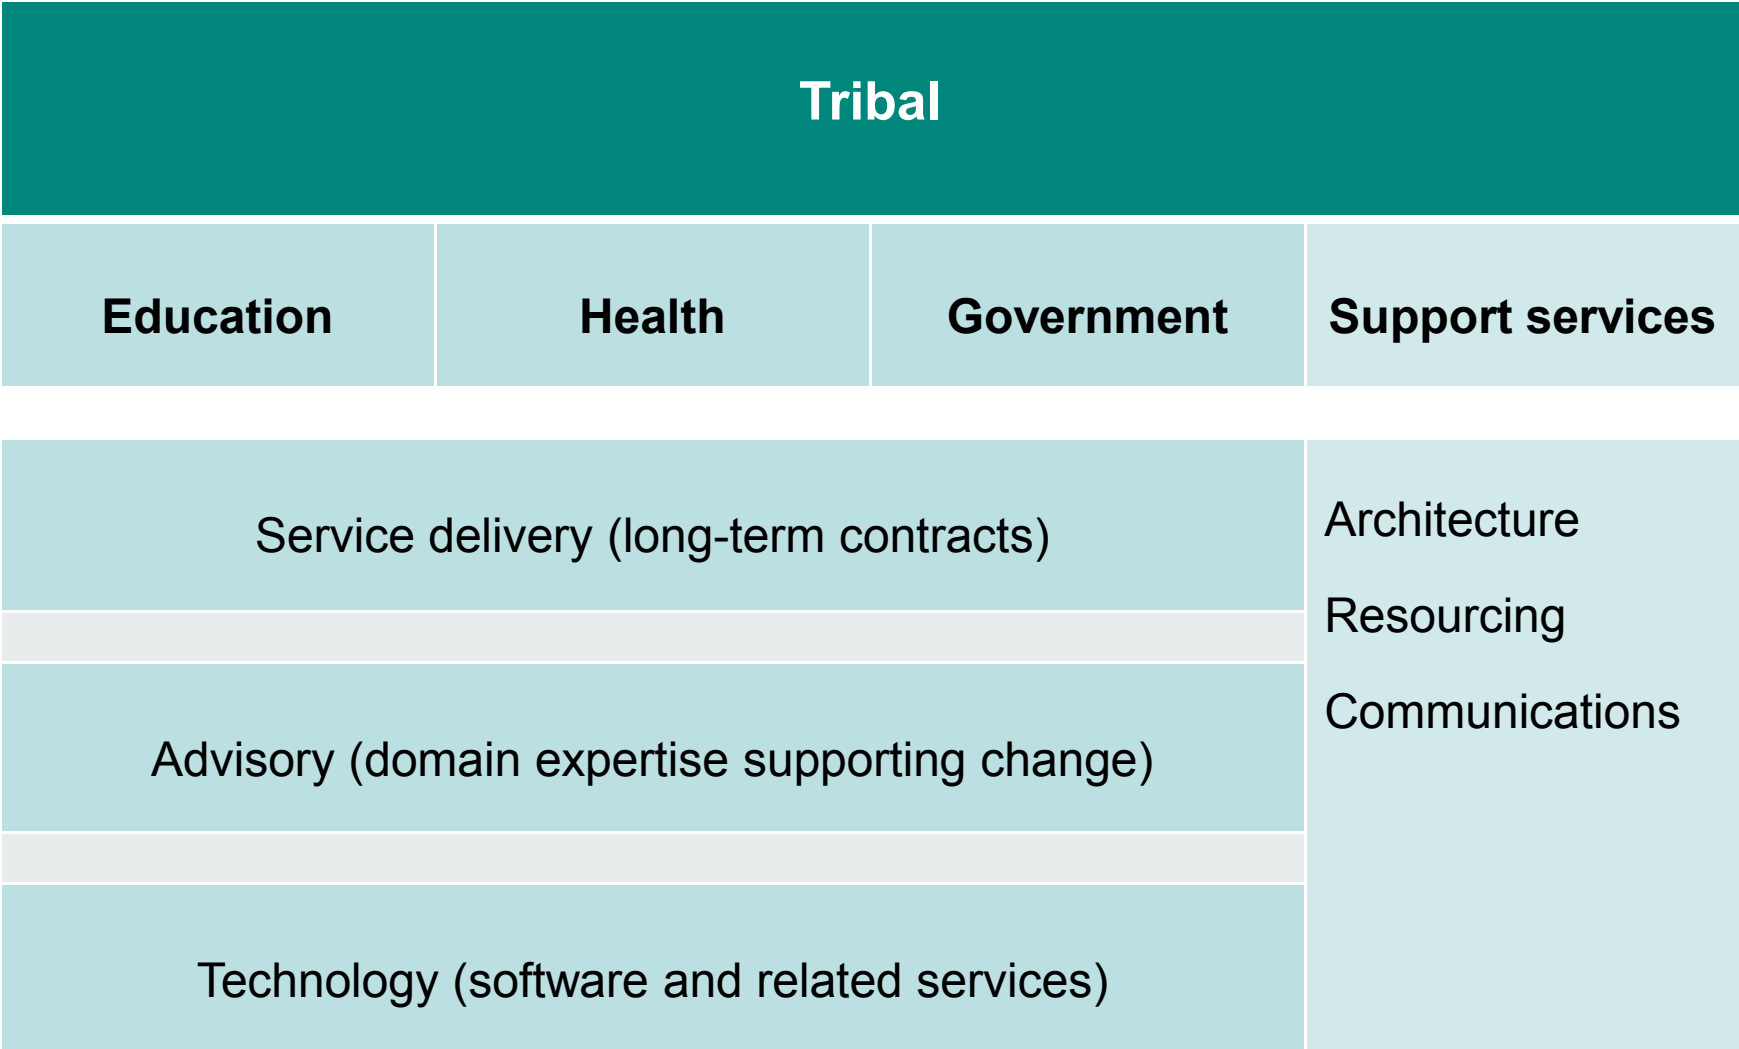 Tribal
Education
Health
Government
Support services
Service delivery (long-term contracts)
Advisory (domain expertise supporting change)
Technology (software and related services)
Architecture
Resourcing
Communications